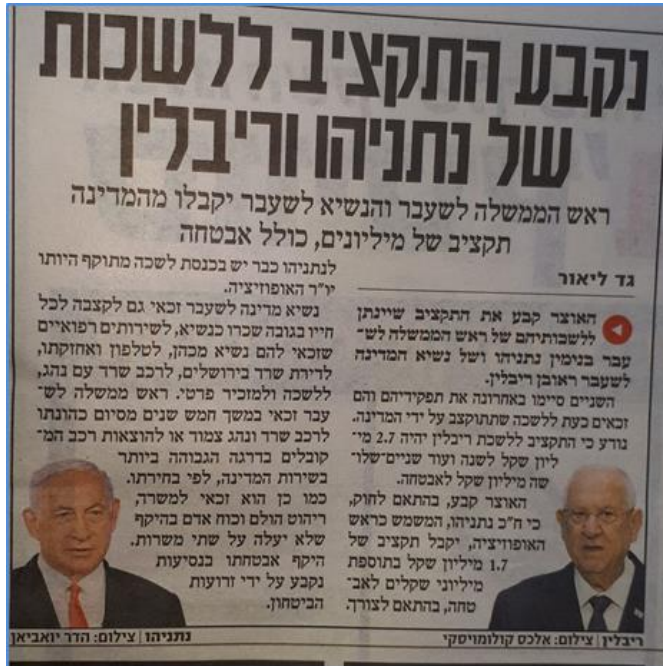 נקבע התקציב ללשכות
של נתניהו וריבלין
ראש הממשלה לשעבר והנשיא לשעבר יקבלו מהמדינה
תקציב של מיליונים, כולל אבטחה
גד ליאור
האוצר קבע את התקציב שיינתן
ללשכותיהם של ראש הממשלה לש־
עבר בנימין נתניהו ושל נשיא המדינה
לשעבר ראובן ריבלין.
השניים סיימו באחרונה את תפקידיהם והם
זכאים כעת ללשכה שתתוקצב על ידי המדינה.
נודע כי התקציב ללשכת ריבלין יהיה 2.7 מי־
ליון שקל לשנה ועוד שניים־שלו־
שה מיליון שקל לאבטחה.
האוצר קבע, בהתאם לחוק,
כי ח"כ נתניהו, המשמש כראש
האופוזיציה, יקבל תקציב של
1.7 מיליון שקל בתוספת
מיליוני שקלים לאב־
טחה, בהתאם לצורך.
לנתניהו כבר יש בכנסת לשכה מתוקף היותו
יו"ר האופוזיציה.
נשיא מדינה לשעבר זכאי גם לקצבה לכל
חייו בגובה שכרו כנשיא, לשירותים רפואיים
שזכאי להם נשיא מכהן, לטלפון ואחזקתו,
לדירת שרד בירושלים, לרכב שרד עם נהג,
ללשכה ולמזכיר פרטי. ראש ממשלה לש־
עבר זכאי במשך חמש שנים מסיום כהונתו
לרכב שרד ונהג צמוד או להוצאות רכב המ־
קובלים בדרגה הגבוהה ביותר
בשירות המדינה, לפי בחירתו.
כמו כן הוא זכאי למשרד,
ריהוט הולם וכוח אדם בהיקף
שלא יעלה על שתי משרות.
היקף אבטחתו בנסיעות
נקבע על ידי זרועות
הביטחון.
ריבלין | צילום: אלכס קולומויסקי
נתניהו | צילום: הדר יואביאן